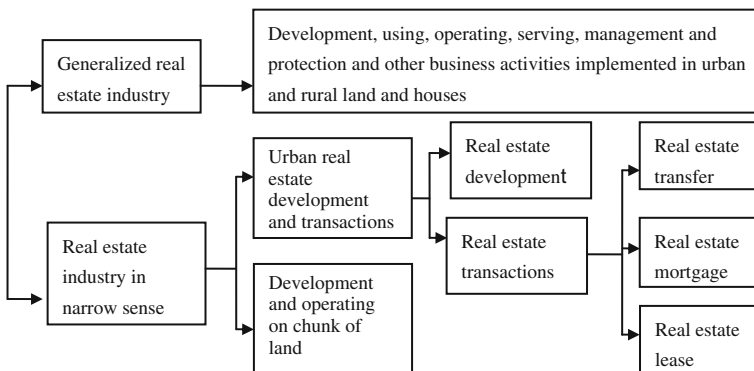 Generalized real
estate industry
Development, using, operating, serving, management and
protection and other business activities implemented in urban
and rural land and houses
Real estate
industry in
narrow sense
Urban real
estate
development
and transactions
Development
and operating
on chunk of
land
Real estate
development
Real estate
transactions
Real estate
transfer
Real estate
mortgage
Real estate
lease